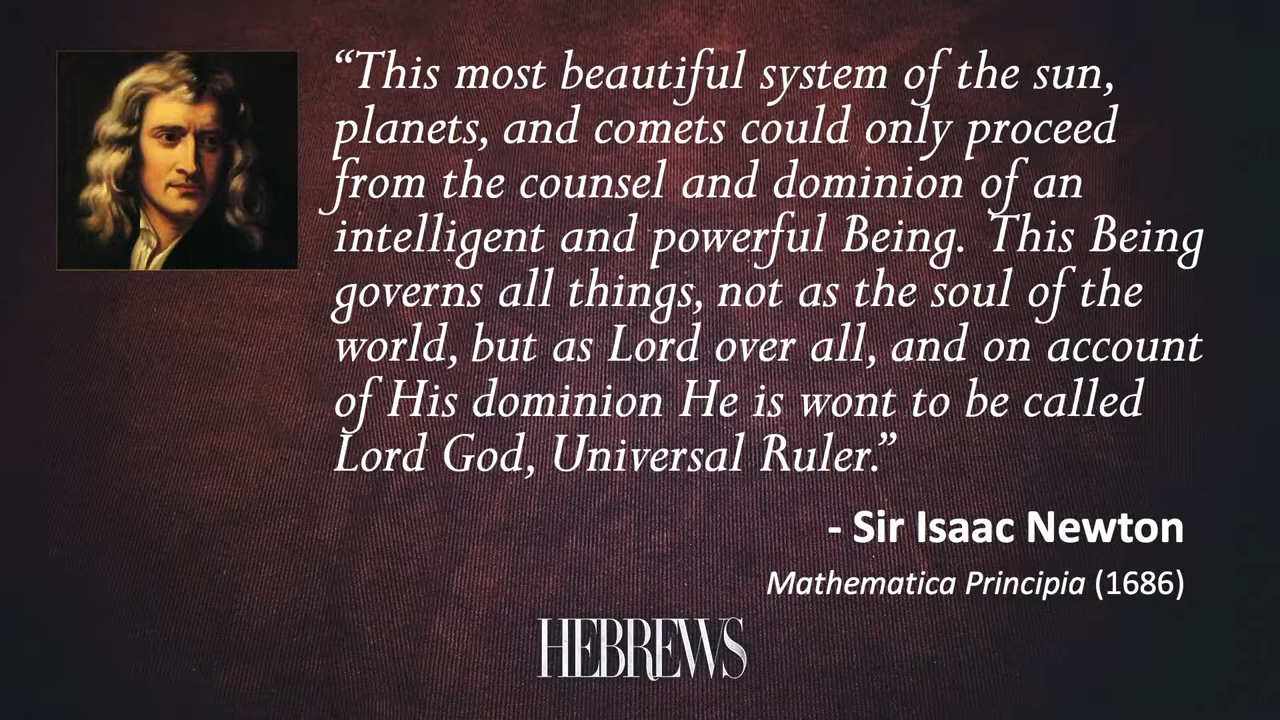 “This most beautiful system of the sun,
planets, and comets could only proceed
from the counsel and dominion of an
intelligent and powerful Being. This Being
governs all things, not as the soul of the
world, but as Lord over all, and on account
of His dominion He is wont to be called
Lord God, Universal Ruler.”
- Sir Isaac Newton
Mathematica Principia (1686)
HEBREWS